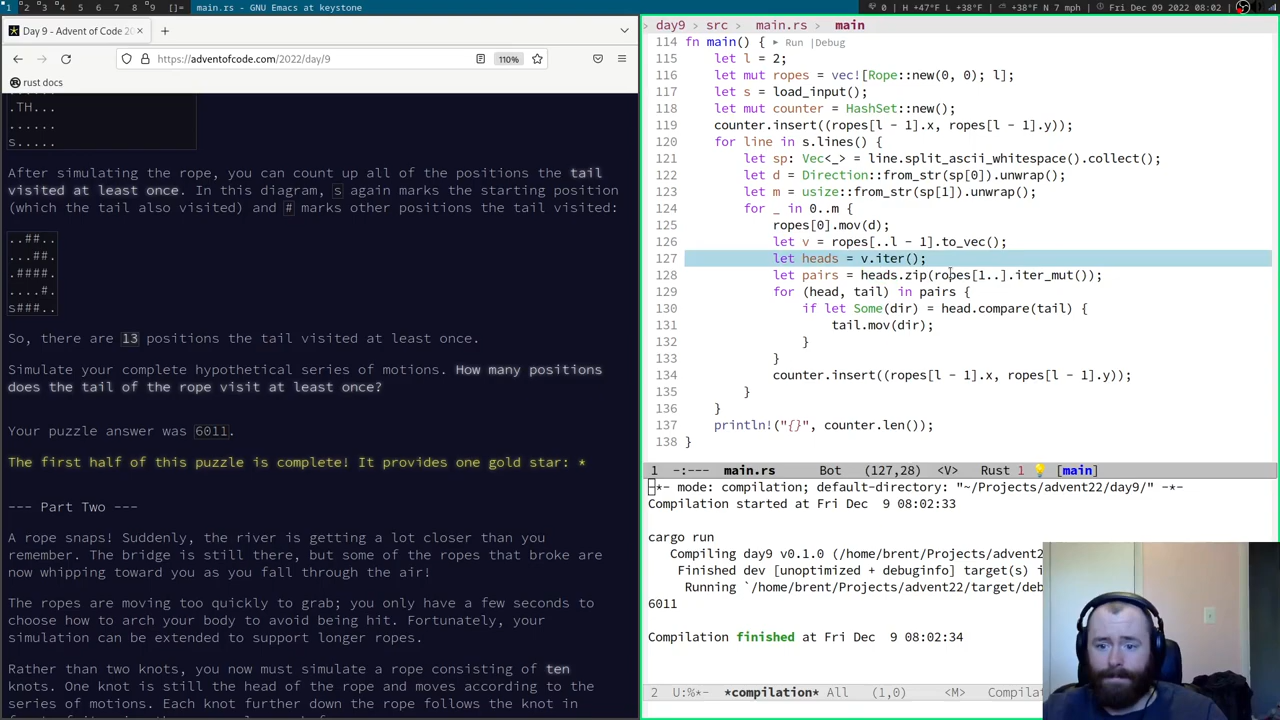 1 2 3 4 5 6 7 8 9 main.rs - GNU Emacs at keystone 0 H +47°F L +38°F +38°F N 7 mph Fri Dec 09 2022 08:02
Day 9 - Advent of Code 20
https://adventofcode.com/2022/day/9 110%
rust docs
.TH...
......
s.....
After simulating the rope, you can count up all of the positions the tail
visited at least once. In this diagram, s again marks the starting position
(which the tail also visited) and # marks other positions the tail visited:
..##..
...##.
.####.
....#.
s###..
So, there are 13 positions the tail visited at least once.
Simulate your complete hypothetical series of motions. How many positions
does the tail of the rope visit at least once?
Your puzzle answer was 6011.
The first half of this puzzle is complete! It provides one gold star: *
--- Part Two ---
A rope snaps! Suddenly, the river is getting a lot closer than you
remember. The bridge is still there, but some of the ropes that broke are
now whipping toward you as you fall through the air!
The ropes are moving too quickly to grab; you only have a few seconds to
choose how to arch your body to avoid being hit. Fortunately, your
simulation can be extended to support longer ropes.
Rather than two knots, you now must simulate a rope consisting of ten
knots. One knot is still the head of the rope and moves according to the
series of motions. Each knot further down the rope follows the knot in
day9 src main.rs main
114 fn main() { ▶ Run |Debug
115 let l = 2;
116 let mut ropes = vec![Rope::new(0, 0); l];
117 let s = load_input();
118 let mut counter = HashSet::new();
119 counter.insert((ropes[l - 1].x, ropes[l - 1].y));
120 for line in s.lines() {
121 let sp: Vec<_> = line.split_ascii_whitespace().collect();
122 let d = Direction::from_str(sp[0]).unwrap();
123 let m = usize::from_str(sp[1]).unwrap();
124 for _ in 0..m {
125 ropes[0].mov(d);
126 let v = ropes[..l - 1].to_vec();
127 let heads = v.iter();
128 let pairs = heads.zip(ropes[1..].iter_mut());
129 for (head, tail) in pairs {
130 if let Some(dir) = head.compare(tail) {
131 tail.mov(dir);
132 }
133 }
134 counter.insert((ropes[l - 1].x, ropes[l - 1].y));
135 }
136 }
137 println!("{}", counter.len());
138 }
1 -:--- main.rs Bot (127,28) <V> Rust 1 [main]
-*- mode: compilation; default-directory: "~/Projects/advent22/day9/" -*-
Compilation started at Fri Dec 9 08:02:33
cargo run
Compiling day9 v0.1.0 (/home/brent/Projects/advent22
Finished dev [unoptimized + debuginfo] target(s) i
Running `/home/brent/Projects/advent22/target/deb
6011
Compilation finished at Fri Dec 9 08:02:34
2 U:%*- *compilation* All (1,0) <M> Compil